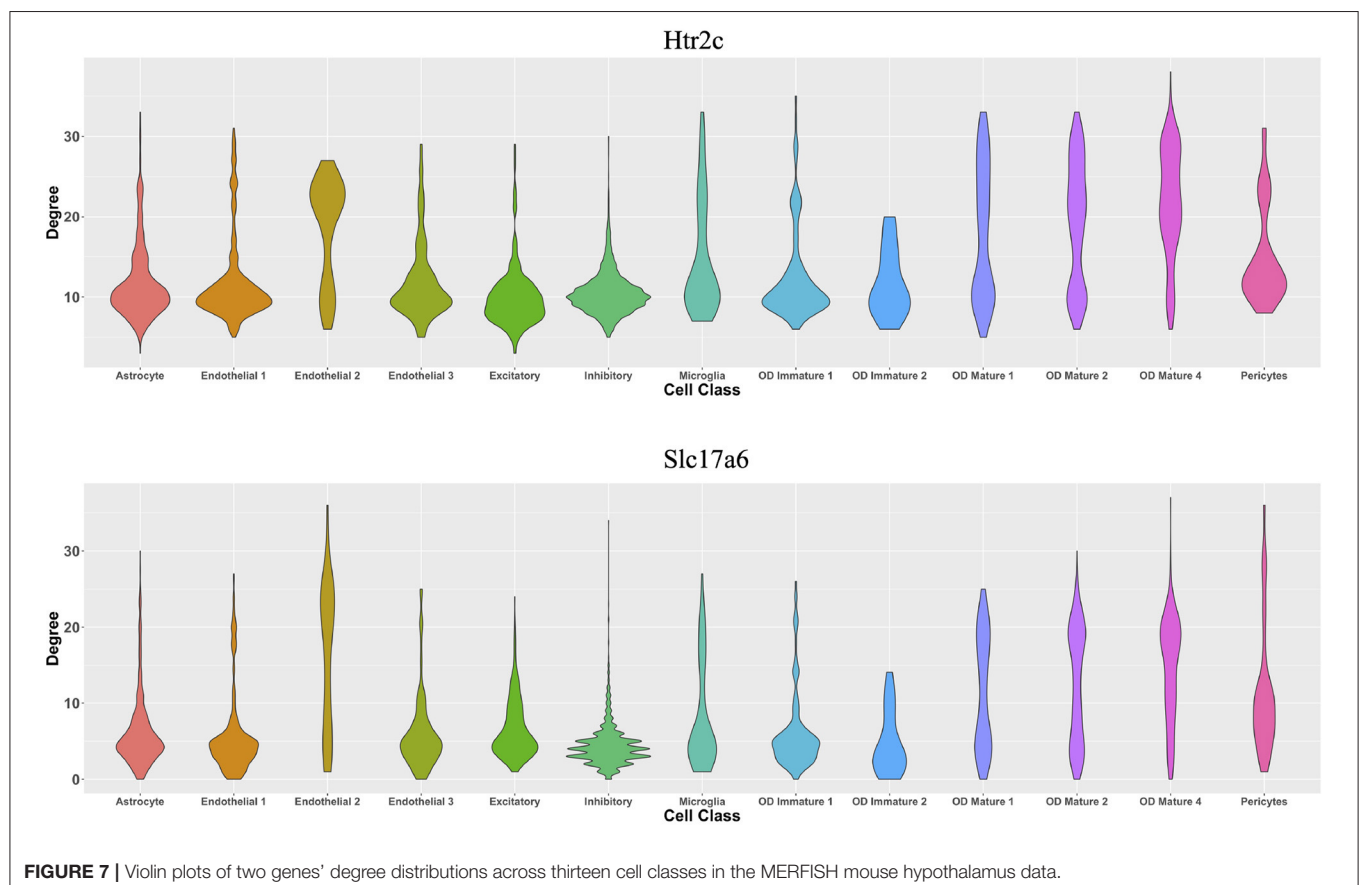 Htr2c
Degree
30
20
10
Astrocyte Endothelial 1 Endothelial 2 Endothelial 3 Excitatory Inhibitory Microglia OD Immature 1 OD Immature 2 OD Mature 1 OD Mature 2 OD Mature 4 Pericytes
Cell Class
Slc17a6
Degree
30
20
10
0
Astrocyte Endothelial 1 Endothelial 2 Endothelial 3 Excitatory Inhibitory Microglia OD Immature 1 OD Immature 2 OD Mature 1 OD Mature 2 OD Mature 4 Pericytes
Cell Class
FIGURE 7 | Violin plots of two genes' degree distributions across thirteen cell classes in the MERFISH mouse hypothalamus data.